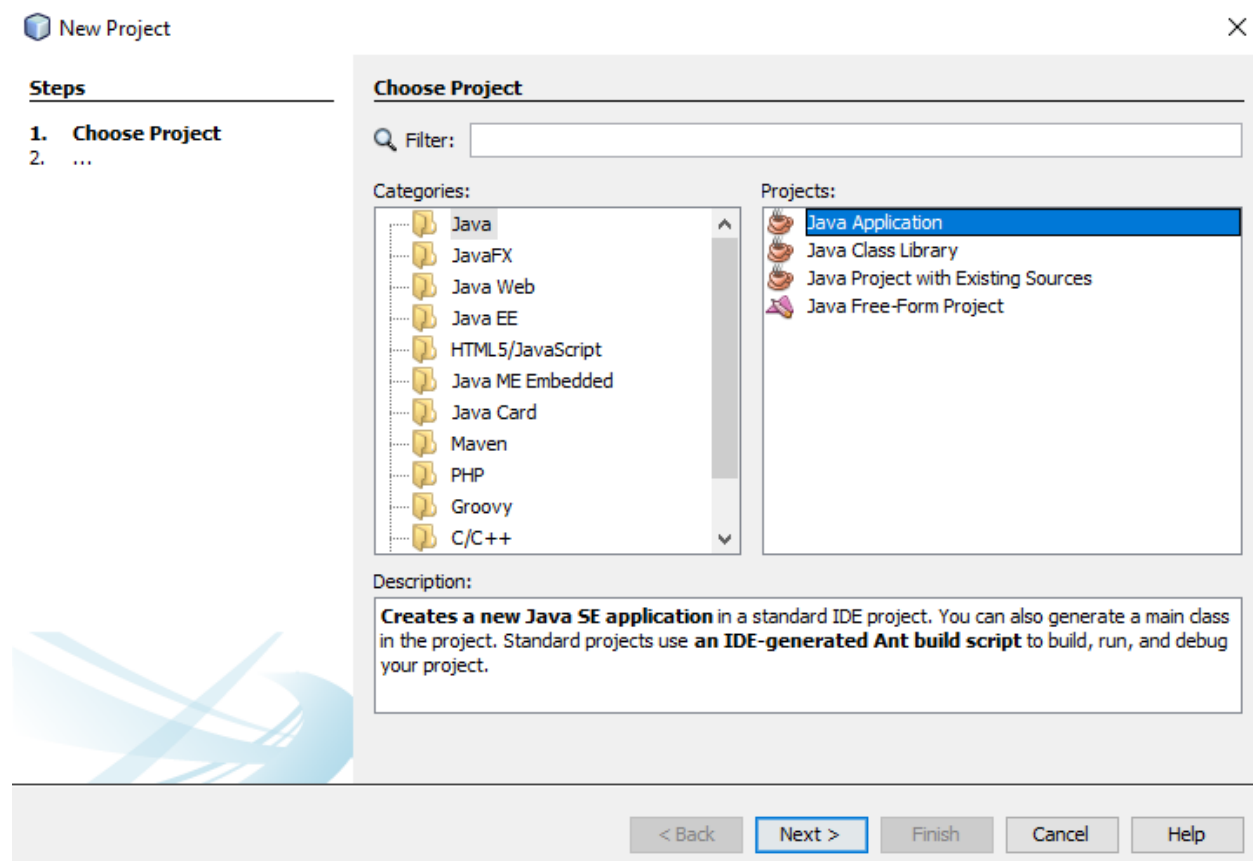 New Project
Steps
1. Choose Project
2. ...
Choose Project
Filter:
Categories:
Java
JavaFX
Java Web
Java EE
HTML5/JavaScript
Java ME Embedded
Java Card
Maven
PHP
Groovy
C/C++
Projects:
Java Application
Java Class Library
Java Project with Existing Sources
Java Free-Form Project
Description:
Creates a new Java SE application in a standard IDE project. You can also generate a main class
in the project. Standard projects use an IDE-generated Ant build script to build, run, and debug
your project.
< Back
Next >
Finish
Cancel
Help